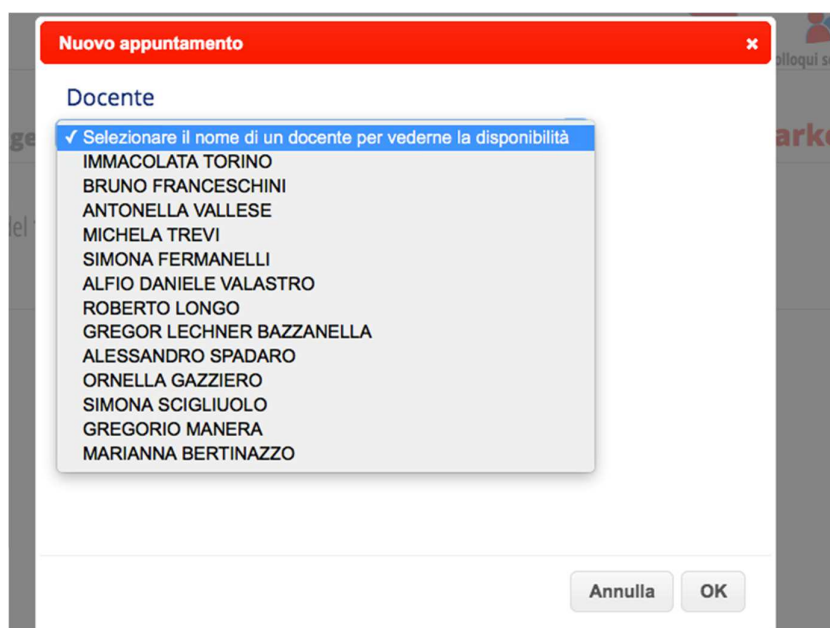 Nuovo appuntamento ×
olloqui
Docente
✓ Selezionare il nome di un docente per vederne la disponibilità
IMMACOLATA TORINO
BRUNO FRANCESCHINI
ANTONELLA VALLESE
MICHELA TREVI
SIMONA FERMANELLI
ALFIO DANIELE VALASTRO
ROBERTO LONGO
GREGOR LECHNER BAZZANELLA
ALESSANDRO SPADARO
ORNELLA GAZZIERO
SIMONA SCIGLIUOLO
GREGORIO MANERA
MARIANNA BERTINAZZO
Annulla OK